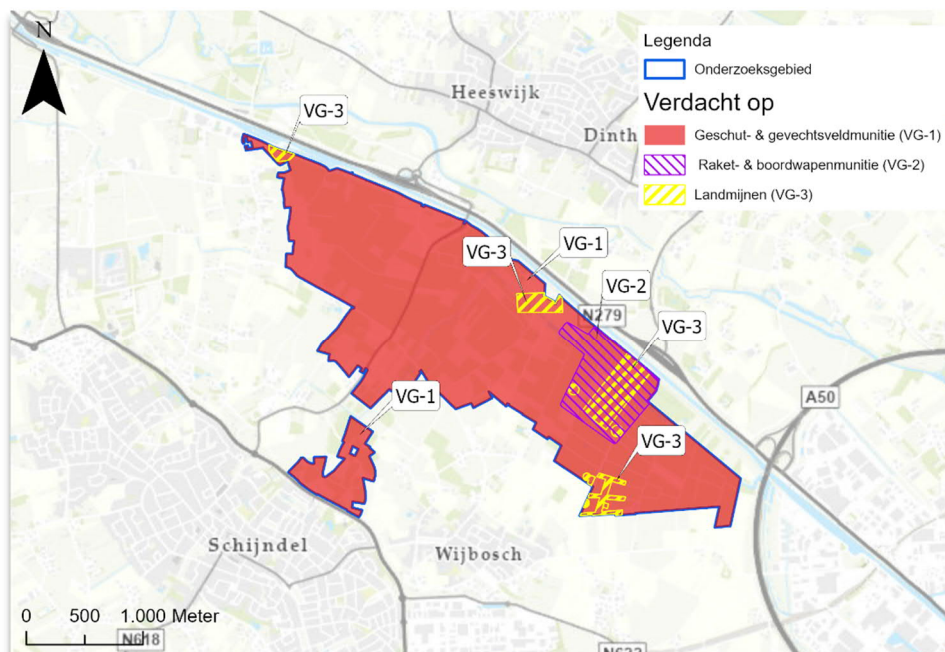 N
Legenda
Onderzoeksgebied
Verdacht op
Geschut- & gevechtsveldmunitie (VG-1)
Raket- & boordwapenmunitie (VG-2)
Landmijnen (VG-3)
Heeswijk
Dinth
VG-3
VG-3
VG-1
VG-2
N279
VG-3
A50
VG-1
VG-3
Schijndel
Wijbosch
0 500 1.000 Meter
N618